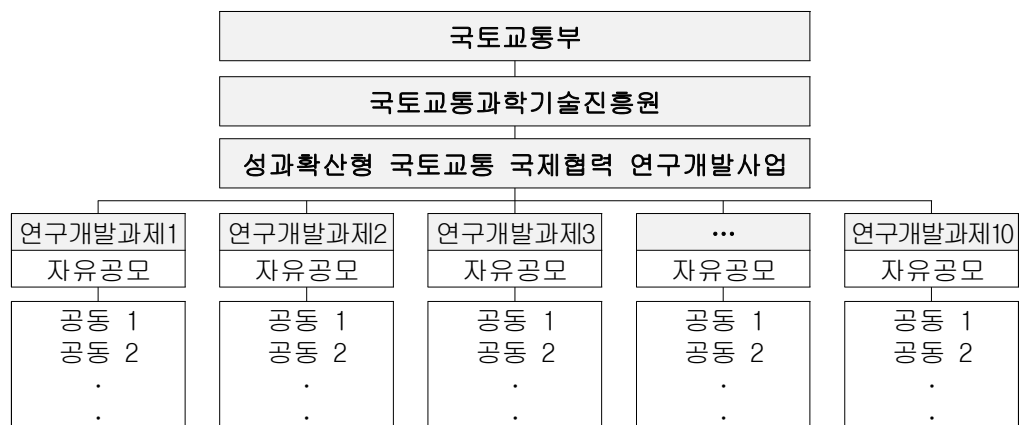 국토교통부
국토교통과학기술진흥원
성과확산형 국토교통 국제협력 연구개발사업
연구개발과제1 연구개발과제2 연구개발과제3 … 연구개발과제10
자유공모 자유공모 자유공모 자유공모 자유공모
공동 1 공동 1 공동 1 공동 1 공동 1
공동 2 공동 2 공동 2 공동 2 공동 2
. . . . .
. . . . .